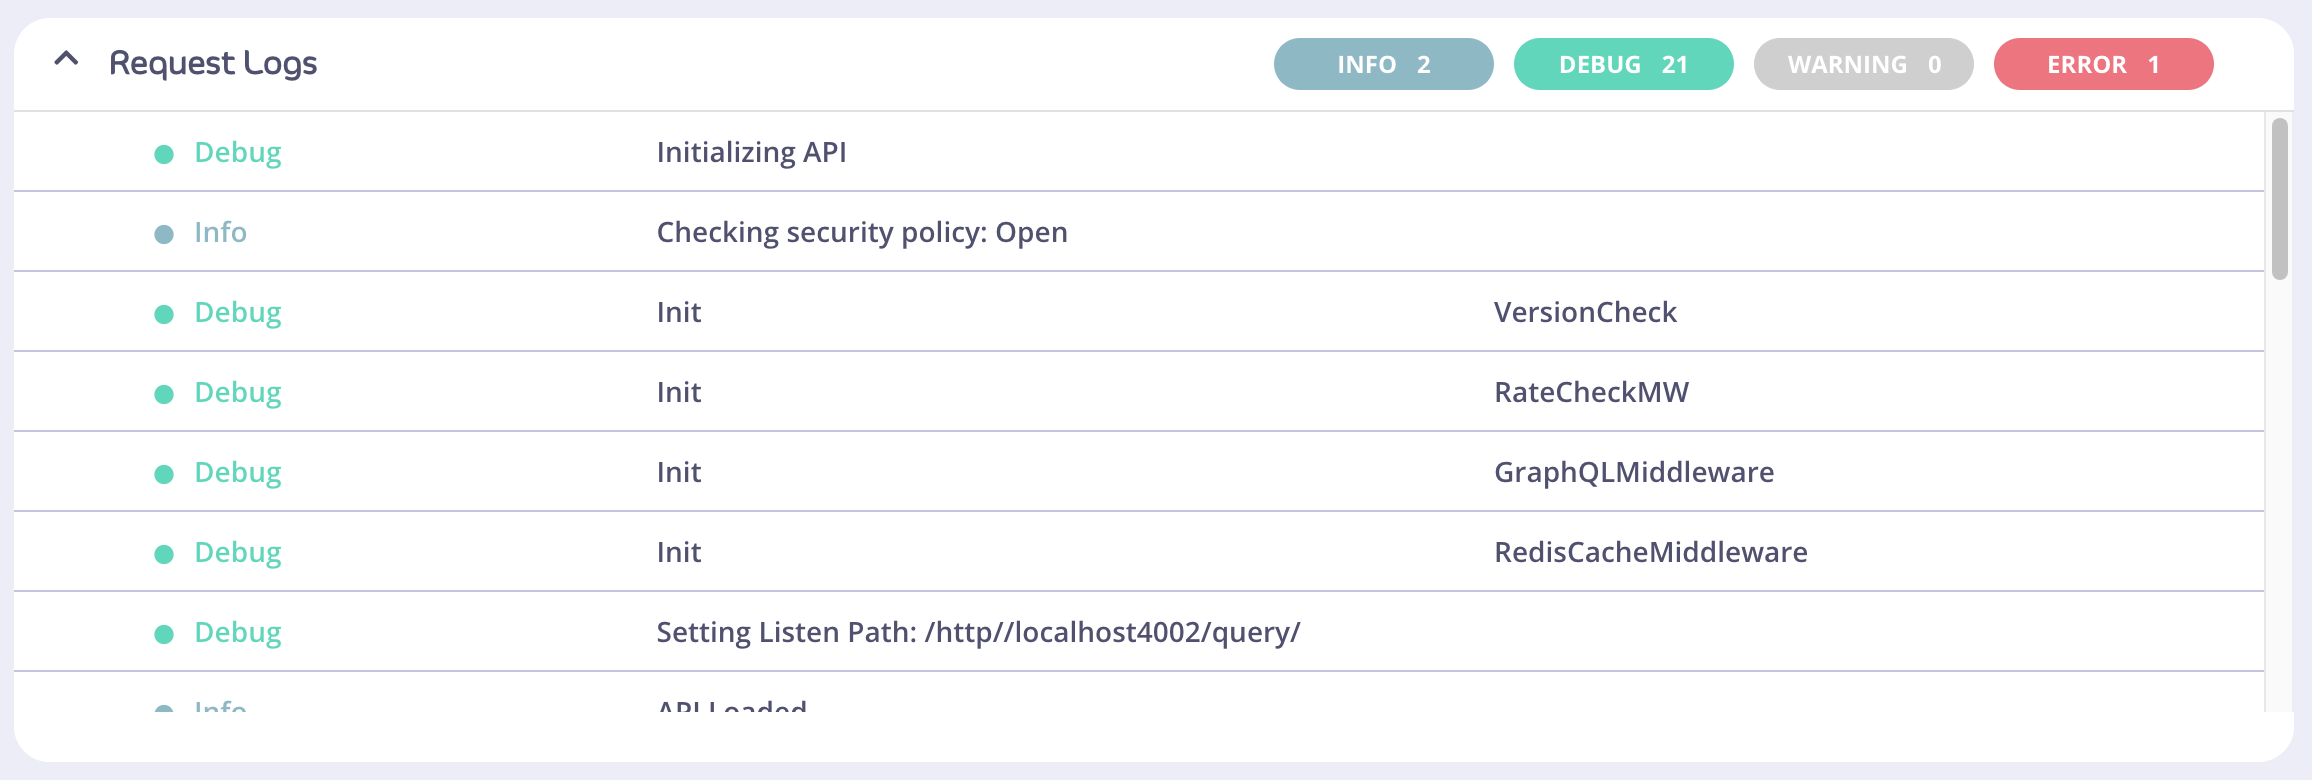 Request Logs
INFO 2
DEBUG 21
WARNING 0
ERROR 1
Debug Initializing API
Info Checking security policy: Open
Debug Init VersionCheck
Debug Init RateCheckMW
Debug Init GraphQLMiddleware
Debug Init RedisCacheMiddleware
Debug Setting Listen Path: /http//localhost4002/query/
Info API Loaded